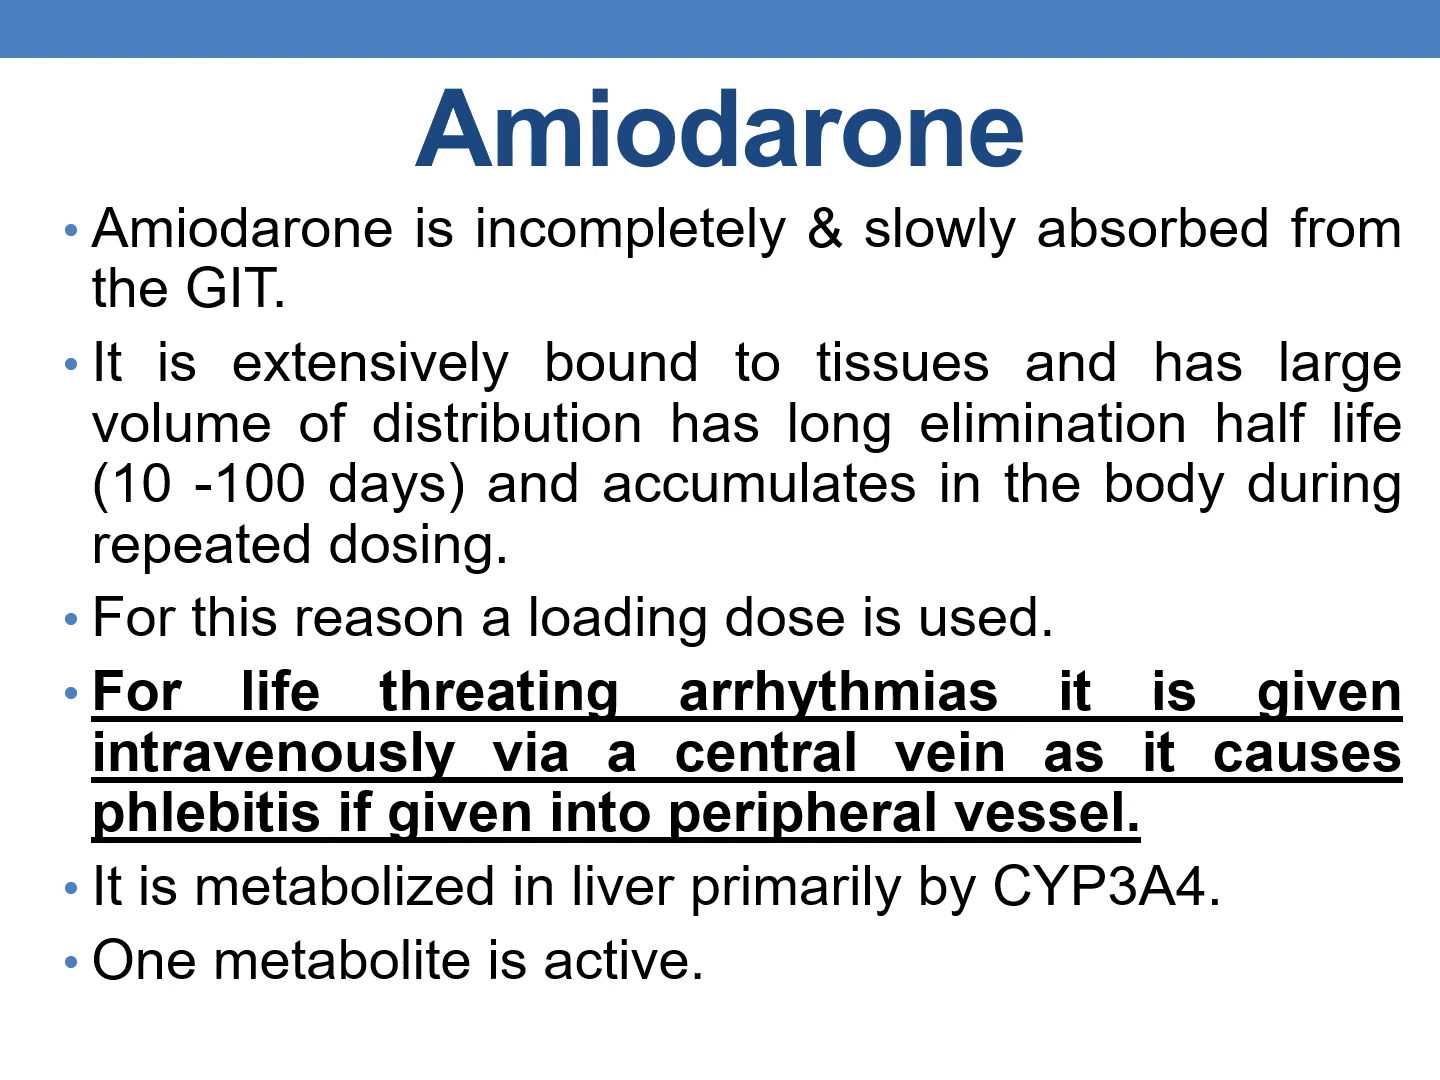 Amiodarone
• Amiodarone is incompletely & slowly absorbed from
the GIT.
• It is extensively bound to tissues and has large
volume of distribution has long elimination half life
(10 -100 days) and accumulates in the body during
repeated dosing.
• For this reason a loading dose is used.
• For life threating arrhythmias it is given
intravenously via a central vein as it causes
phlebitis if given into peripheral vessel.
• It is metabolized in liver primarily by CYP3A4.
• One metabolite is active.